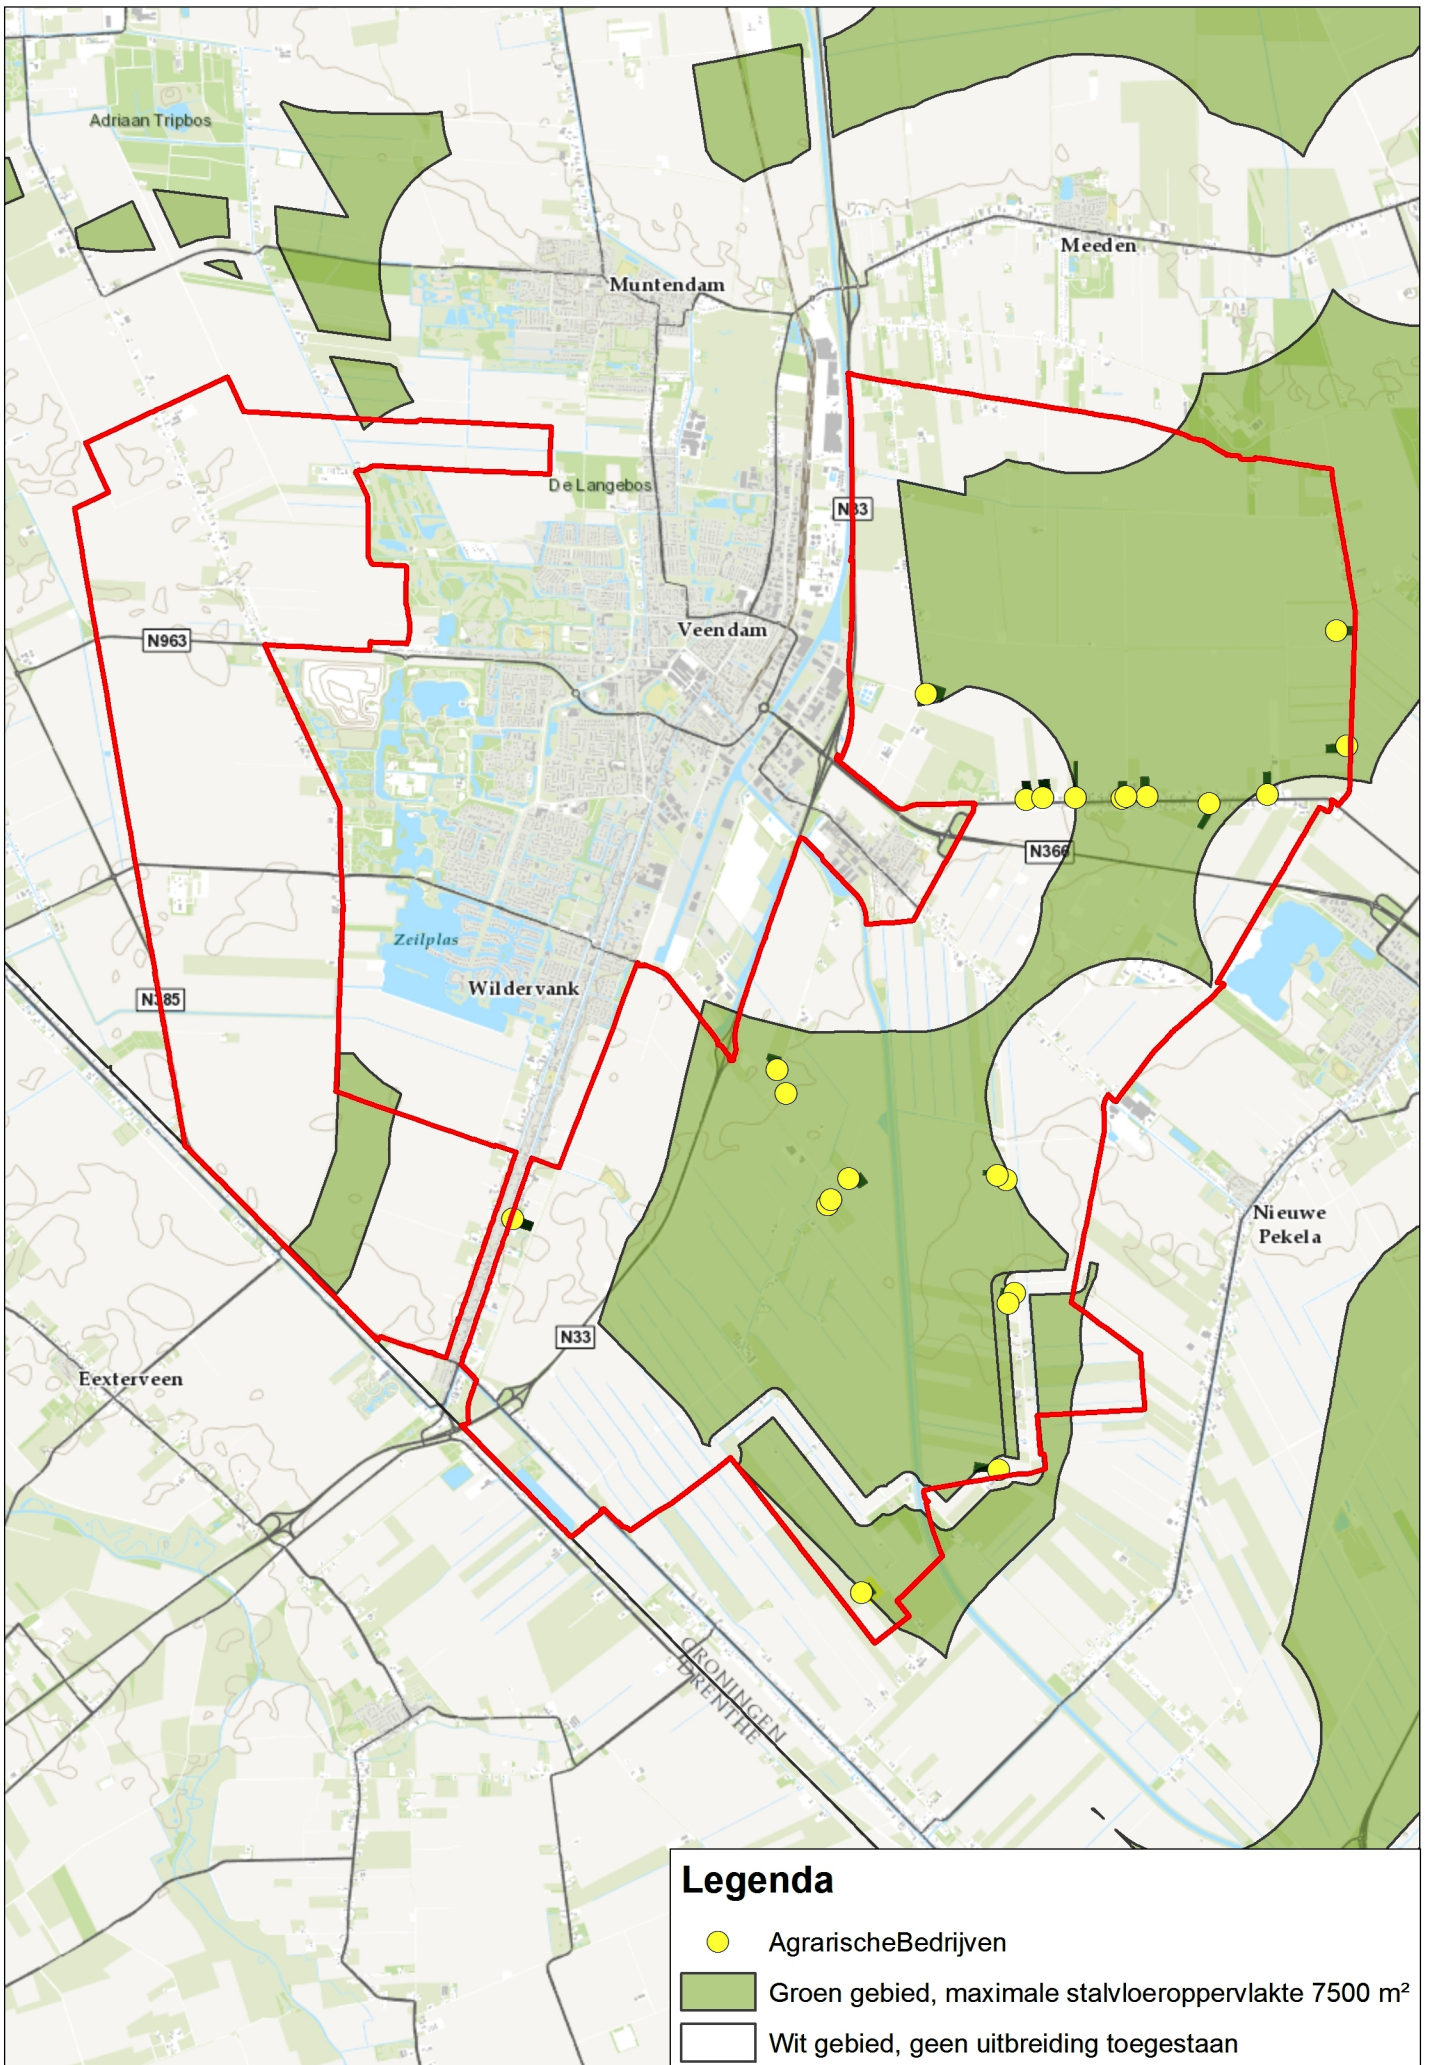 Adriaan Tripbos
Meeden
Muntendam
De Langebos
N33
Veendam
N963
N366
Zeilplas
Wildervank
N385
Nieuwe
Pekela
N33
Eexterveen
GRONINGEN
DRENTHE
Legenda
AgrarischeBedrijven
Groen gebied, maximale stalvloeroppervlakte 7500 m²
Wit gebied, geen uitbreiding toegestaan